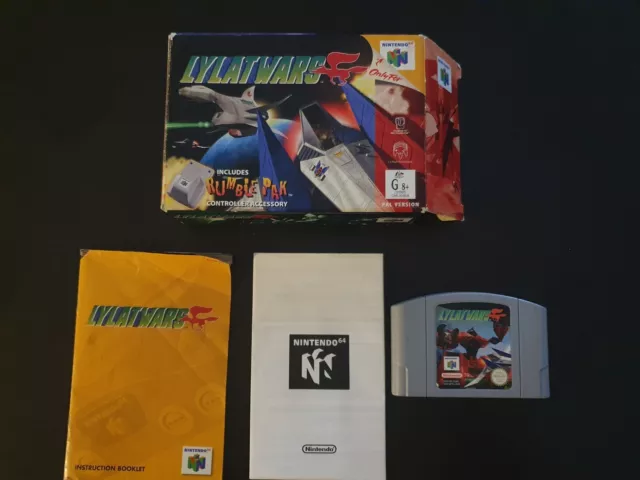 LYLATWARS
NINTENDO 64
Only For
INCLUDES
RUMBLE PAK
CONTROLLER ACCESSORY
G 8+
PAL VERSION
LYLATWARS
INSTRUCTION BOOKLET
NINTENDO 64
Nintendo
LYLATWARS